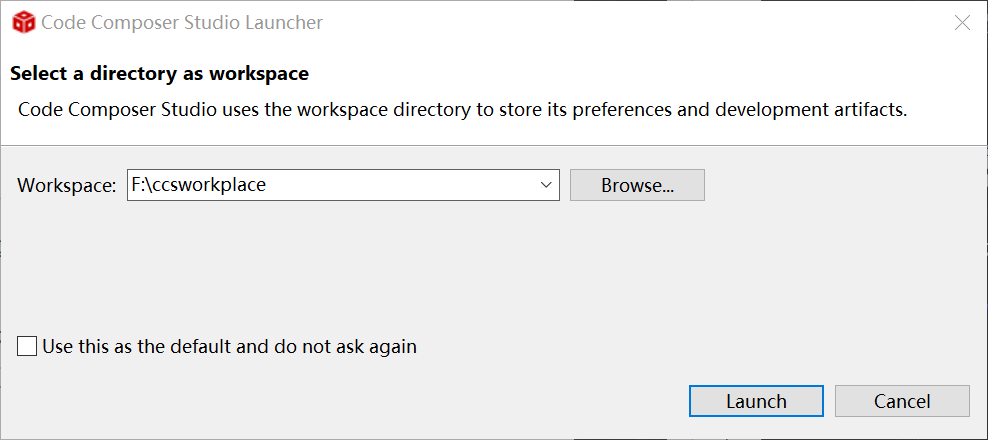 Code Composer Studio Launcher
Select a directory as workspace
Code Composer Studio uses the workspace directory to store its preferences and development artifacts.
Workspace: F:\ccsworkplace Browse...
Use this as the default and do not ask again
Launch Cancel